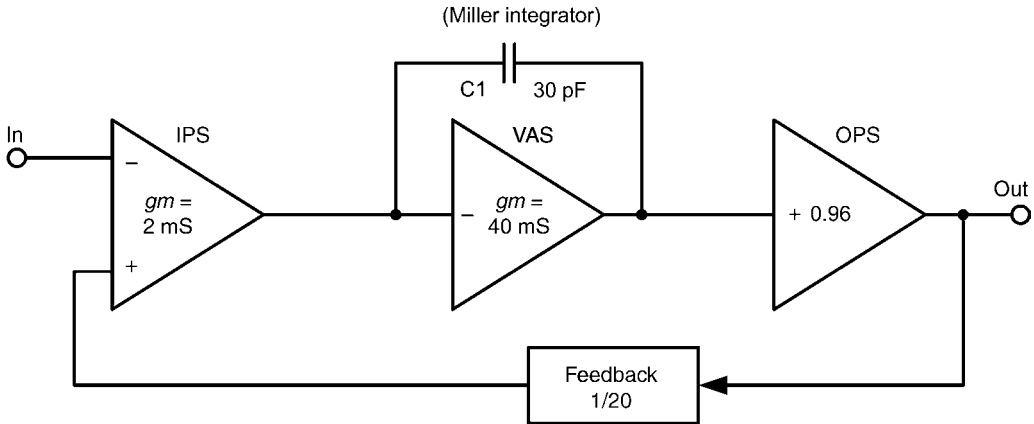 (Miller integrator)
C1
30 pF
In
IPS
VAS
OPS
Out
−
gm =
2 mS
+
−
gm =
40 mS
+ 0.96
Feedback
1/20